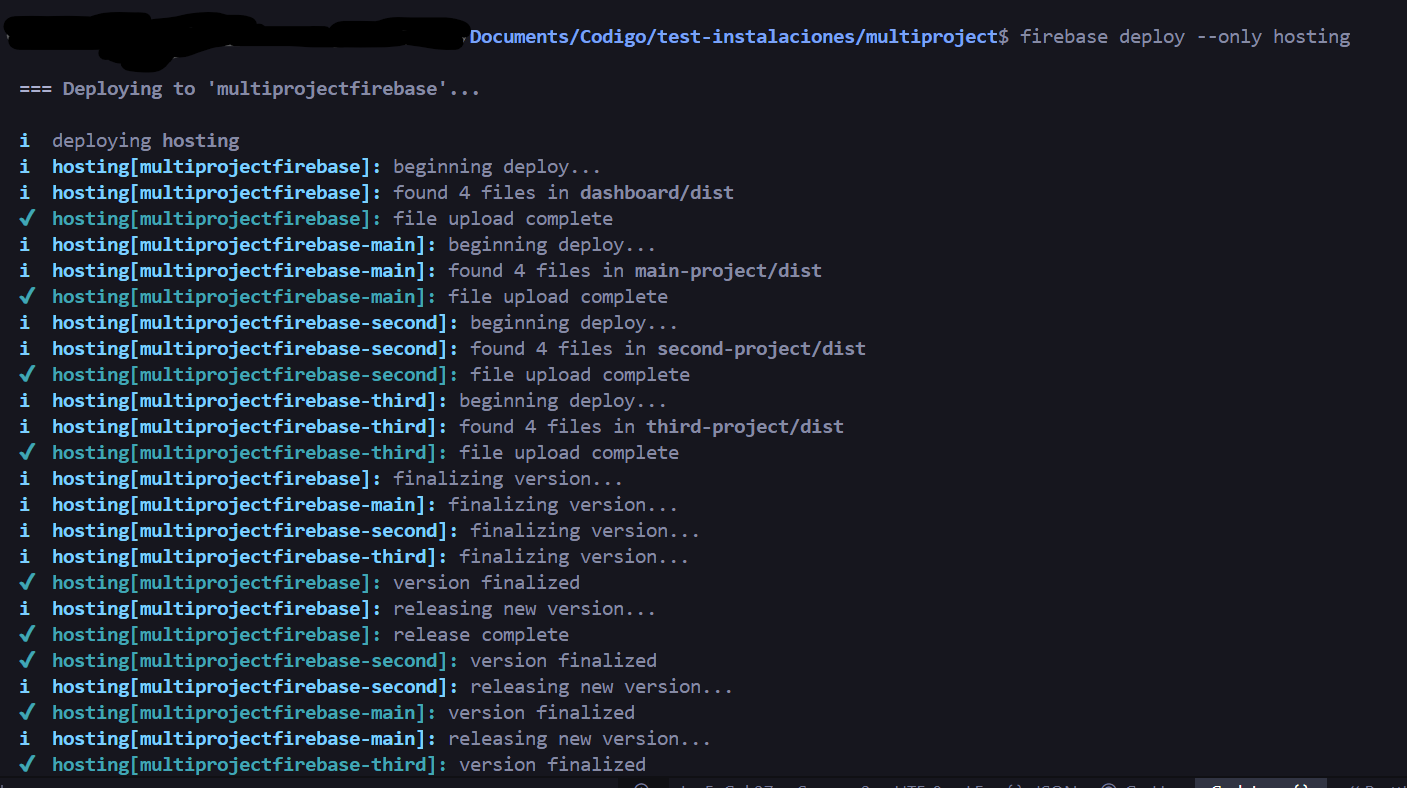 Documents/Codigo/test-instalaciones/multiproject$ firebase deploy --only hosting
=== Deploying to 'multiprojectfirebase'...
i deploying hosting
i hosting[multiprojectfirebase]: beginning deploy...
i hosting[multiprojectfirebase]: found 4 files in dashboard/dist
✔ hosting[multiprojectfirebase]: file upload complete
i hosting[multiprojectfirebase-main]: beginning deploy...
i hosting[multiprojectfirebase-main]: found 4 files in main-project/dist
✔ hosting[multiprojectfirebase-main]: file upload complete
i hosting[multiprojectfirebase-second]: beginning deploy...
i hosting[multiprojectfirebase-second]: found 4 files in second-project/dist
✔ hosting[multiprojectfirebase-second]: file upload complete
i hosting[multiprojectfirebase-third]: beginning deploy...
i hosting[multiprojectfirebase-third]: found 4 files in third-project/dist
✔ hosting[multiprojectfirebase-third]: file upload complete
i hosting[multiprojectfirebase]: finalizing version...
i hosting[multiprojectfirebase-main]: finalizing version...
i hosting[multiprojectfirebase-second]: finalizing version...
i hosting[multiprojectfirebase-third]: finalizing version...
✔ hosting[multiprojectfirebase]: version finalized
i hosting[multiprojectfirebase]: releasing new version...
✔ hosting[multiprojectfirebase]: release complete
✔ hosting[multiprojectfirebase-second]: version finalized
i hosting[multiprojectfirebase-second]: releasing new version...
✔ hosting[multiprojectfirebase-main]: version finalized
i hosting[multiprojectfirebase-main]: releasing new version...
✔ hosting[multiprojectfirebase-third]: version finalized